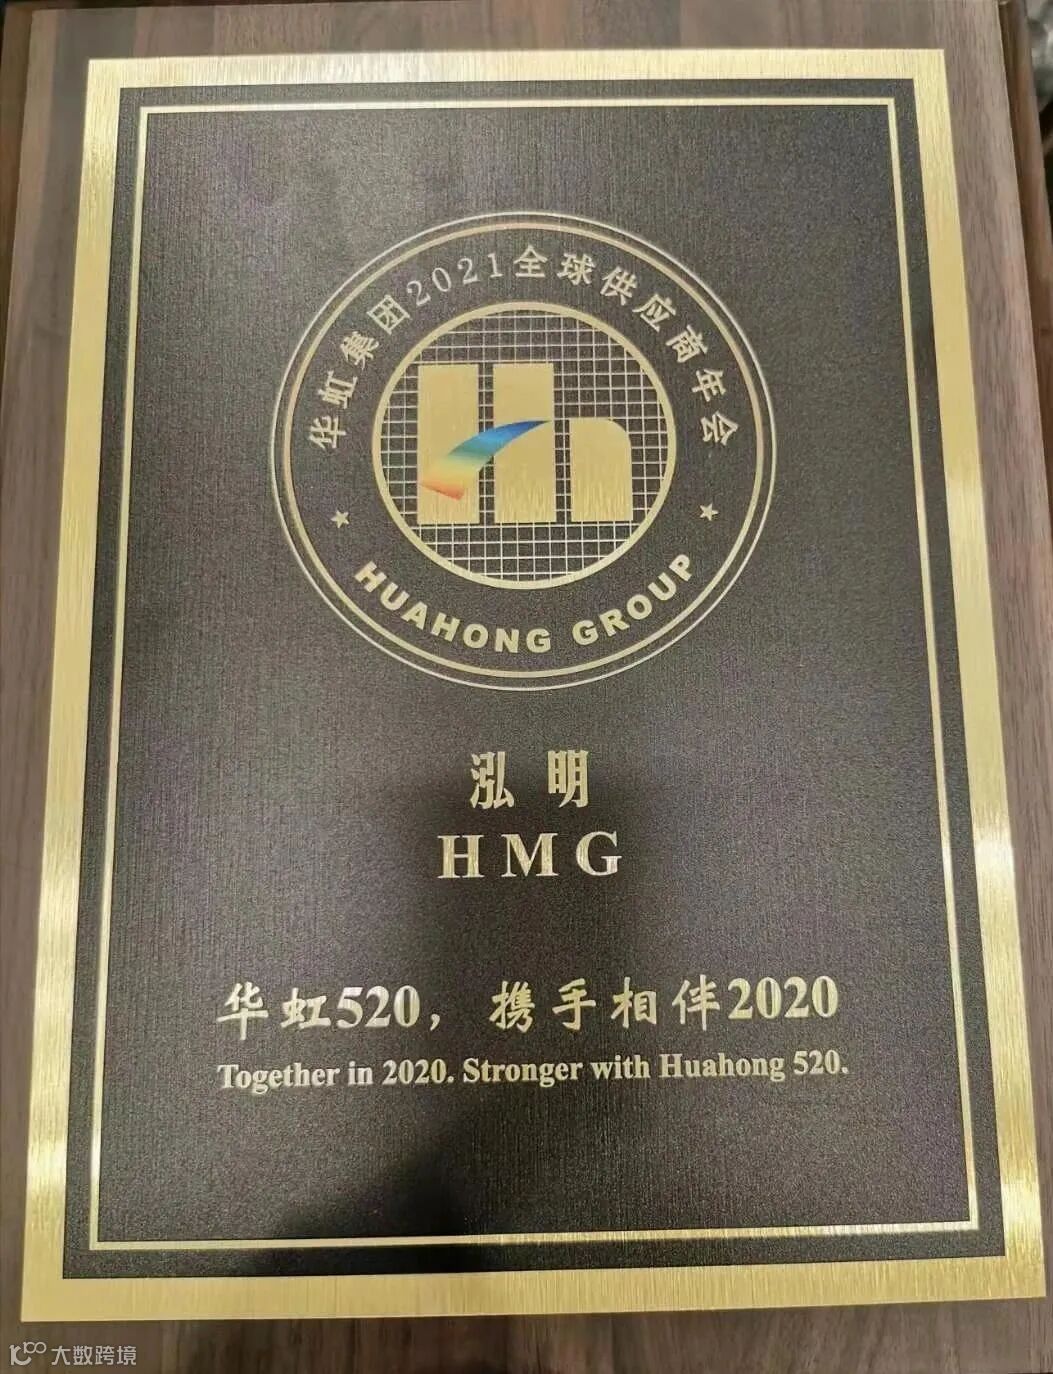 华虹集团2021全球供应商年会
HUAHONG GROUP
泓明
HMG
华虹520，携手相伴2020
Together in 2020. Stronger with Huahong 520.
大数跨境